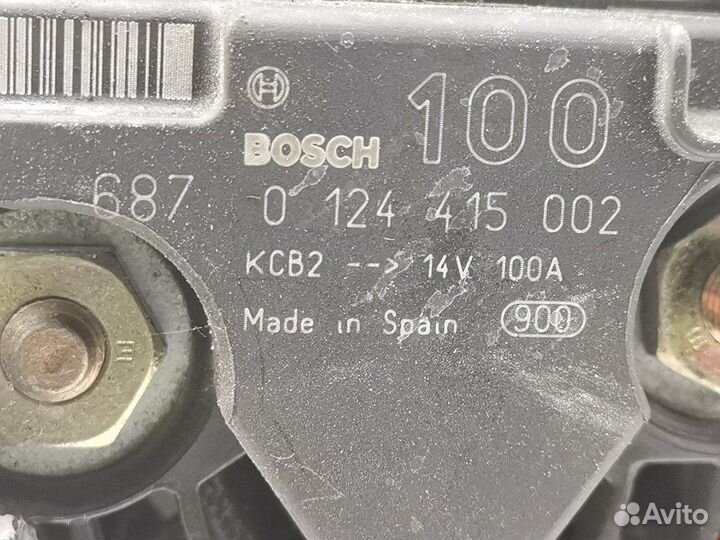 100
BOSCH
687 0 124 415 002
KCB2 --> 14V 100A
Made in Spain 900
Avito